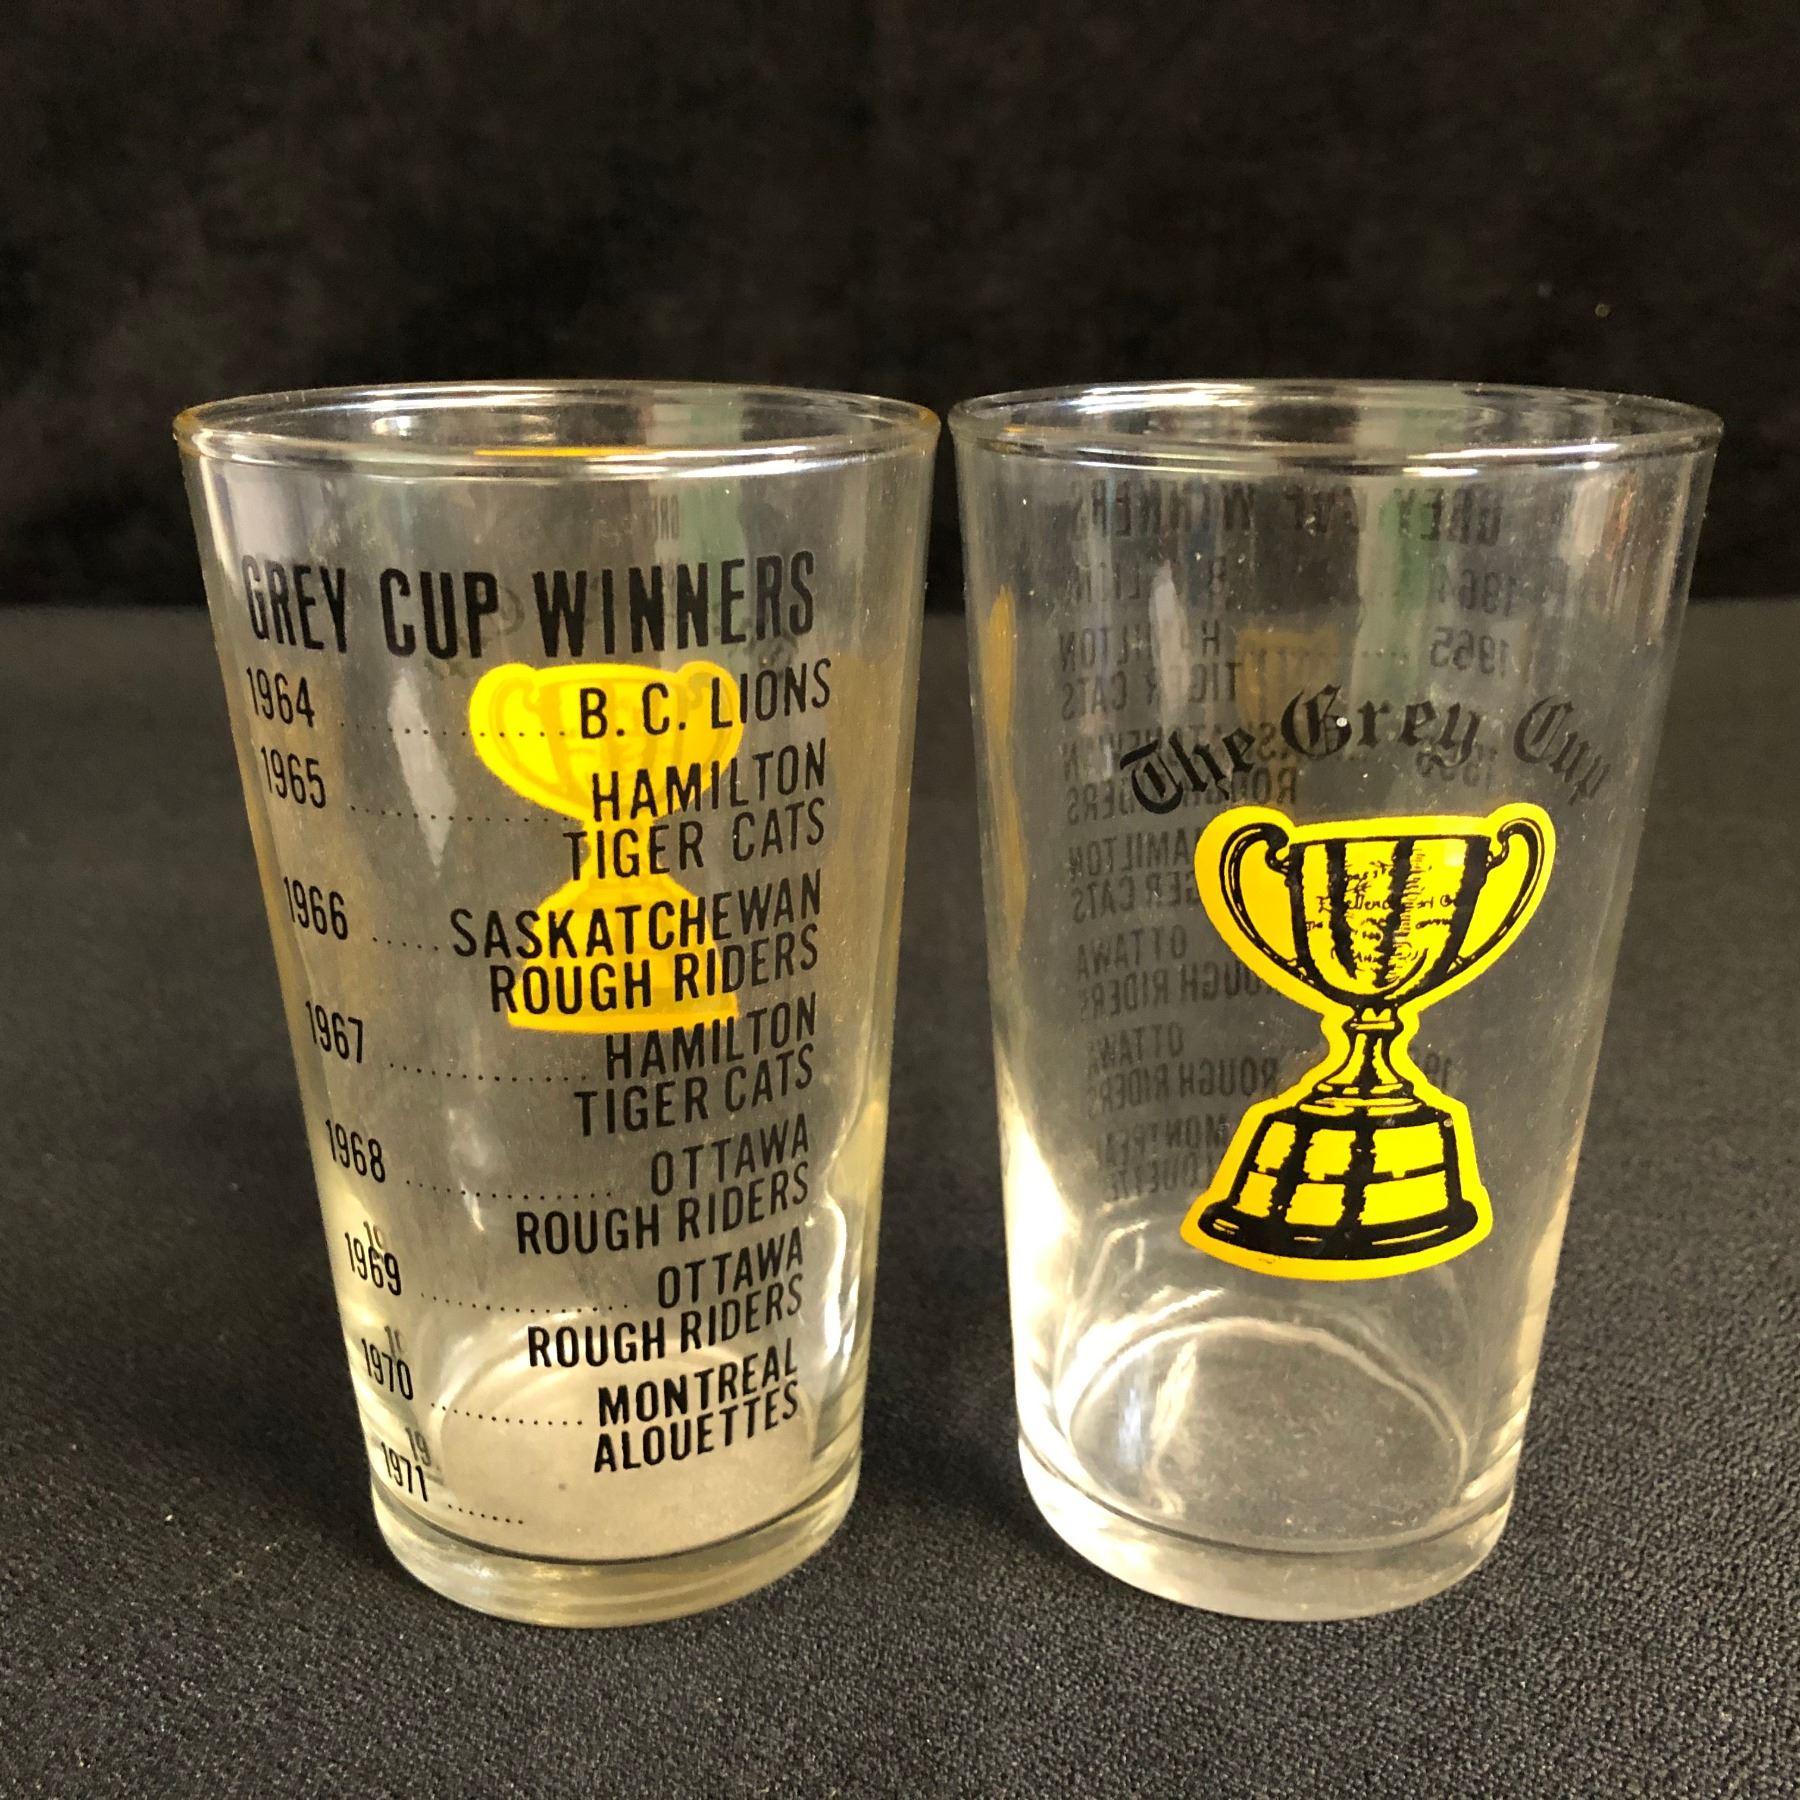 GREY CUP WINNERS
1964 ............ B. C. LIONS
1965 ............ HAMILTON
TIGER CATS
1966 ..... SASKATCHEWAN
ROUGH RIDERS
1967 ............ HAMILTON
TIGER CATS
1968 ............ OTTAWA
ROUGH RIDERS
1969 ............ OTTAWA
ROUGH RIDERS
1970 ............ MONTREAL
ALOUETTES
1971 ......
The Grey Cup